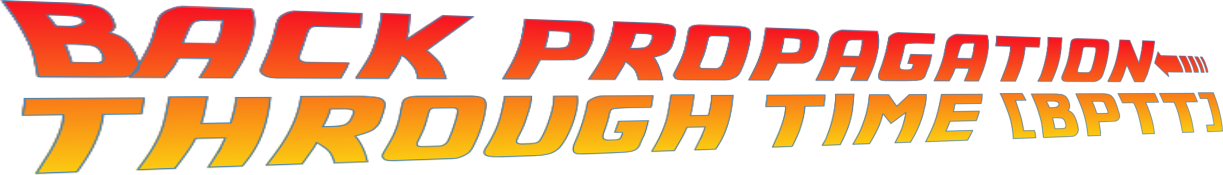 BACK PROPAGATION
THROUGH TIME [BPTT]